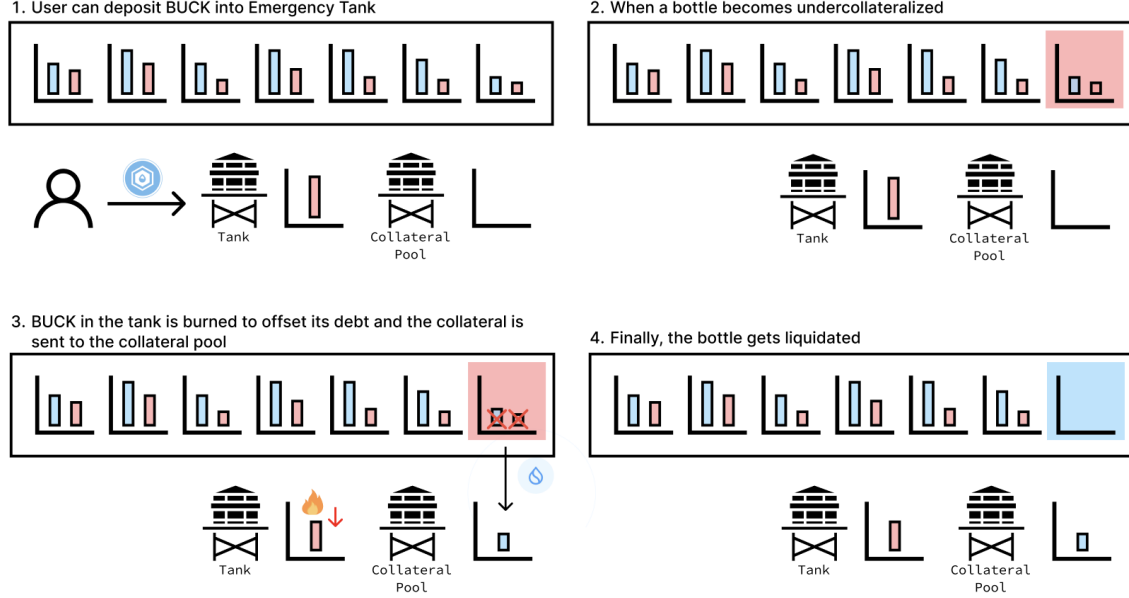 1. User can deposit BUCK into Emergency Tank
Tank
Collateral
Pool
2. When a bottle becomes undercollateralized
Tank
Collateral
Pool
3. BUCK in the tank is burned to offset its debt and the collateral is
sent to the collateral pool
Tank
Collateral
Pool
4. Finally, the bottle gets liquidated
Tank
Collateral
Pool